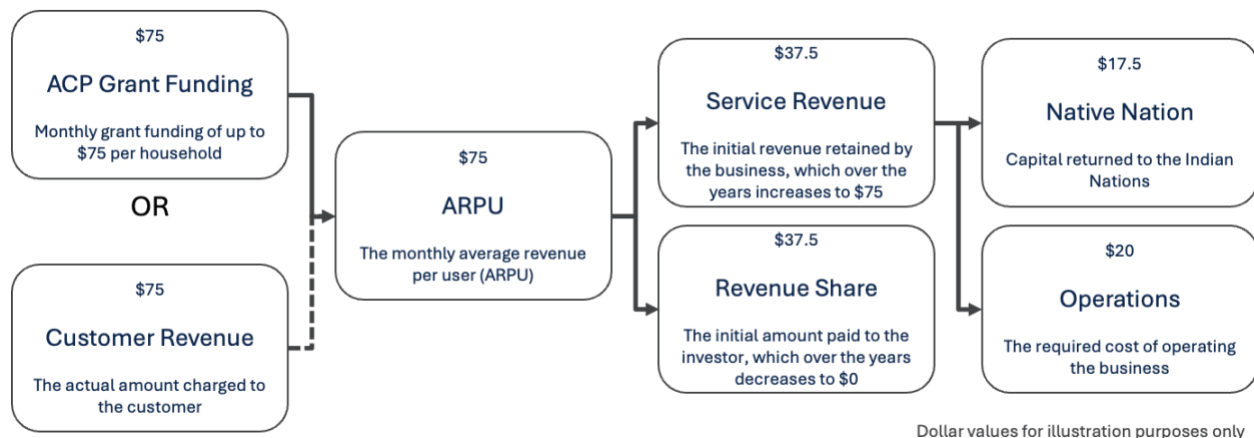 $75
ACP Grant Funding
Monthly grant funding of up to
$75 per household
OR
$75
Customer Revenue
The actual amount charged to
the customer
$75
ARPU
The monthly average revenue
per user (ARPU)
$37.5
Service Revenue
The initial revenue retained by
the business, which over the
years increases to $75
$37.5
Revenue Share
The initial amount paid to the
investor, which over the years
decreases to $0
$17.5
Native Nation
Capital returned to the Indian
Nations
$20
Operations
The required cost of operating
the business
Dollar values for illustration purposes only